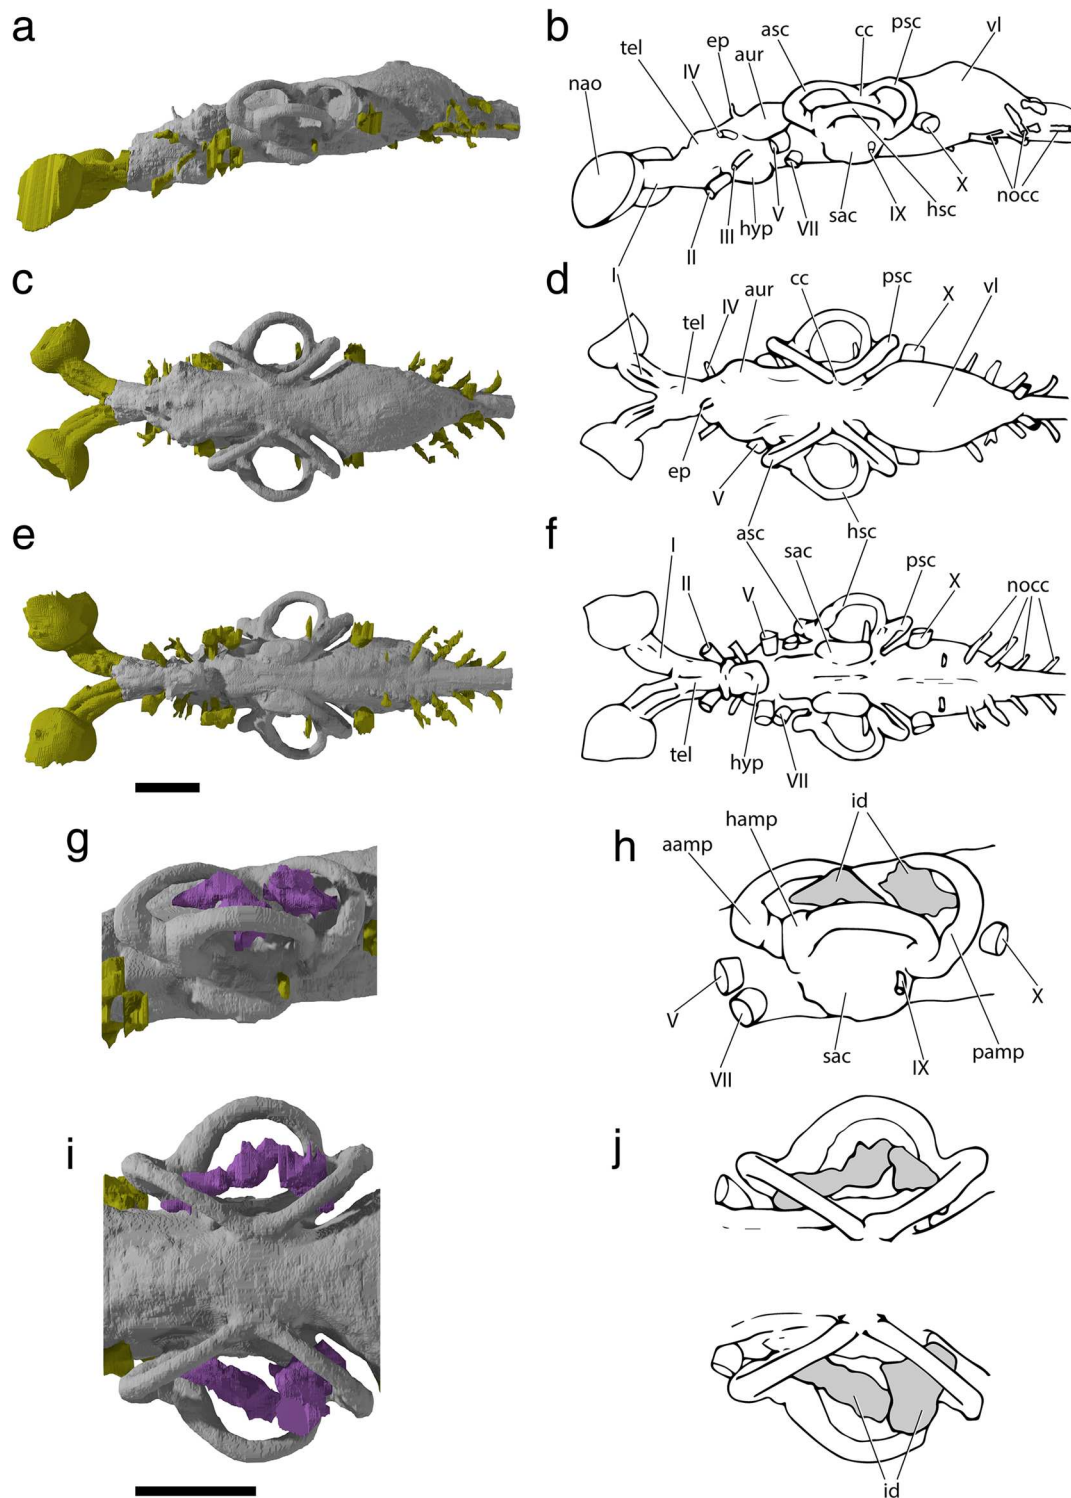 a
b
nao
tel
IV
ep
aur
asc
cc
psc
vl
I
II
III
hyp
V
VII
sac
IX
hsc
X
nocc
c
d
tel
IV
aur
cc
psc
X
vl
ep
V
asc
hsc
e
f
I
II
V
sac
psc
X
nocc
tel
hyp
VII
g
h
aamp
hamp
id
V
VII
sac
IX
pamp
X
i
j
id